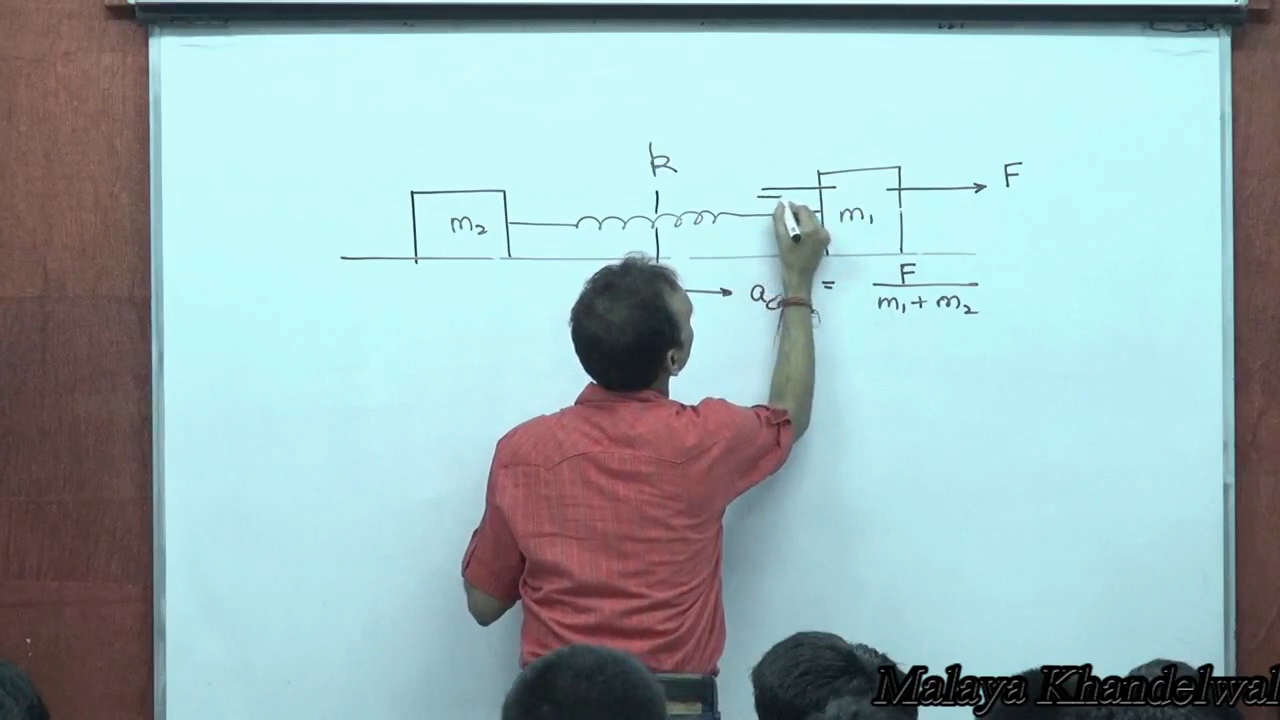 k
F
m₂
m₁
= F / (m₁ + m₂)
Malaya Khandelwal